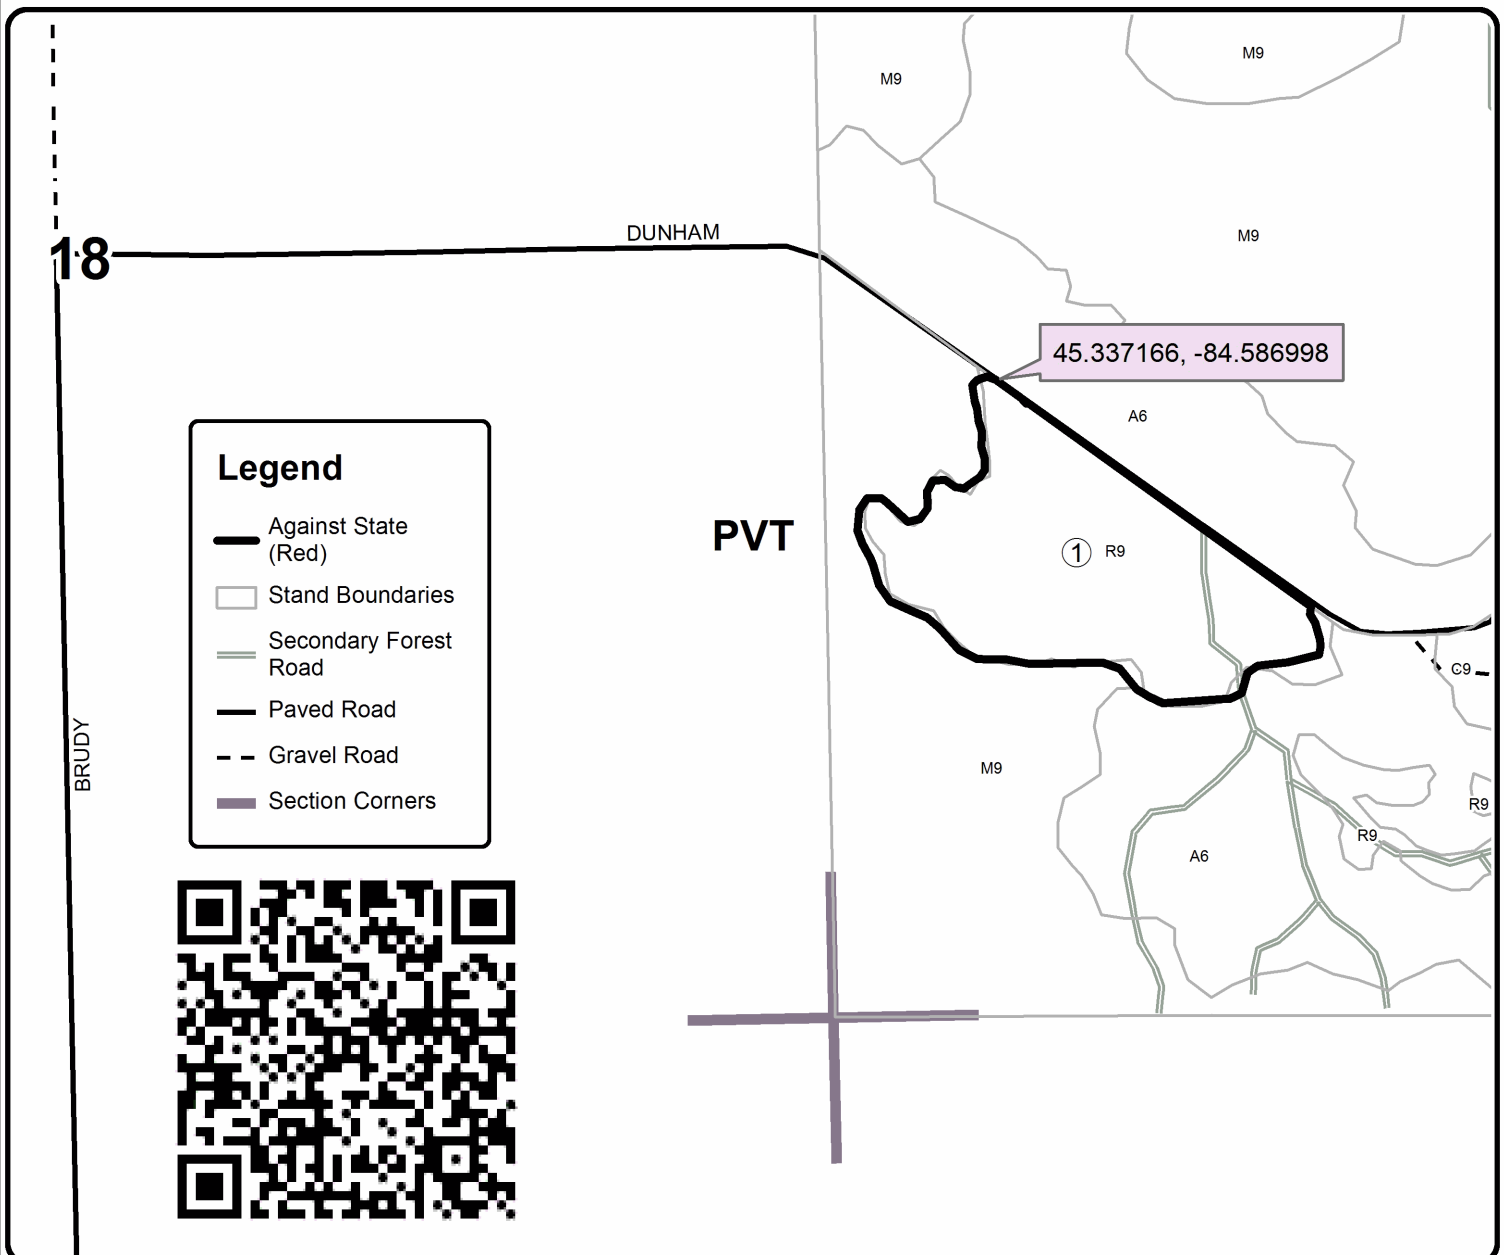 M9
M9
DUNHAM
M9
18
45.337166, -84.586998
A6
Legend
Against State
(Red)
PVT
1 R9
Stand Boundaries
Secondary Forest
Road
C9
Paved Road
BRUDY
Gravel Road
M9
Section Corners
R9
R9
A6